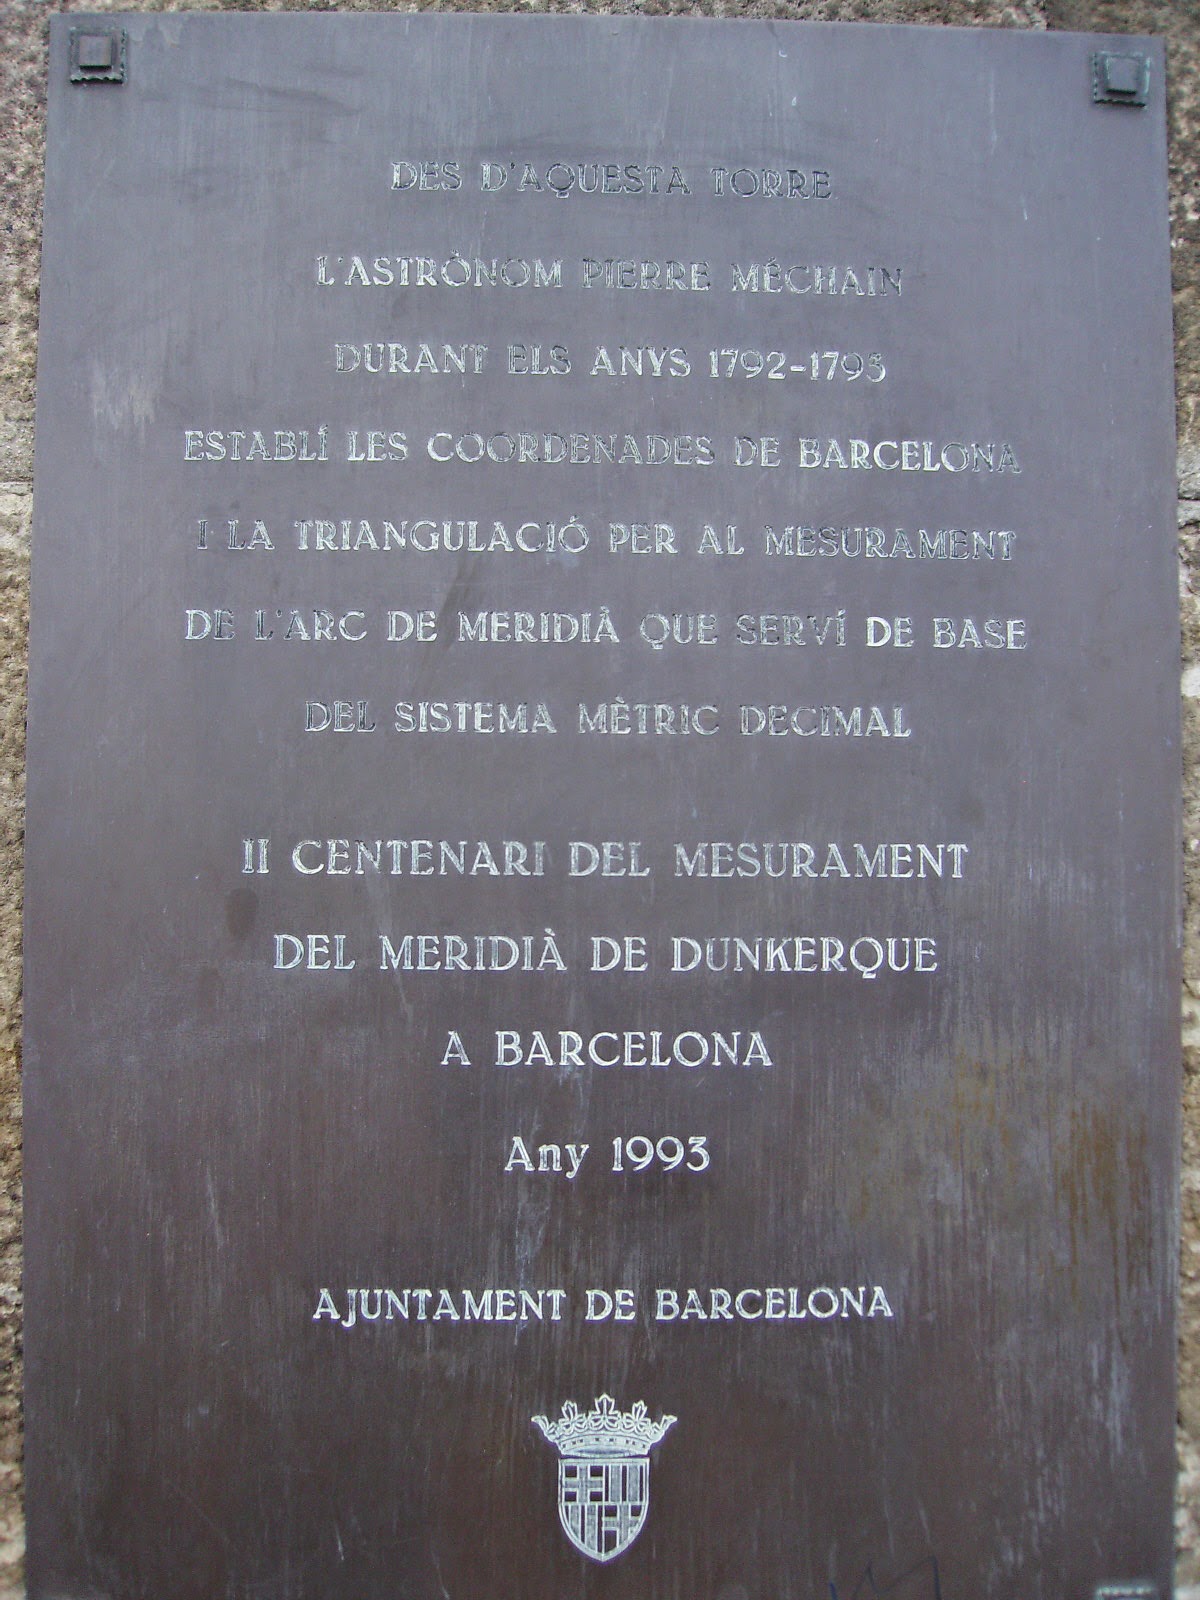 DES D'AQUESTA TORRE
L'ASTRÒNOM PIERRE MÉCHAIN
DURANT ELS ANYS 1792-1793
ESTABLÍ LES COORDENADES DE BARCELONA
I LA TRIANGULACIÓ PER AL MESURAMENT
DE L'ARC DE MERIDIÀ QUE SERVÍ DE BASE
DEL SISTEMA MÈTRIC DECIMAL
II CENTENARI DEL MESURAMENT
DEL MERIDIÀ DE DUNKERQUE
A BARCELONA
Any 1993
AJUNTAMENT DE BARCELONA